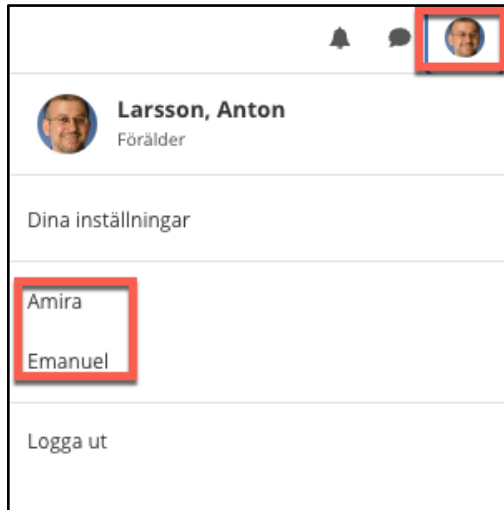 Larsson, Anton
Förälder
Dina inställningar
Amira
Emanuel
Logga ut